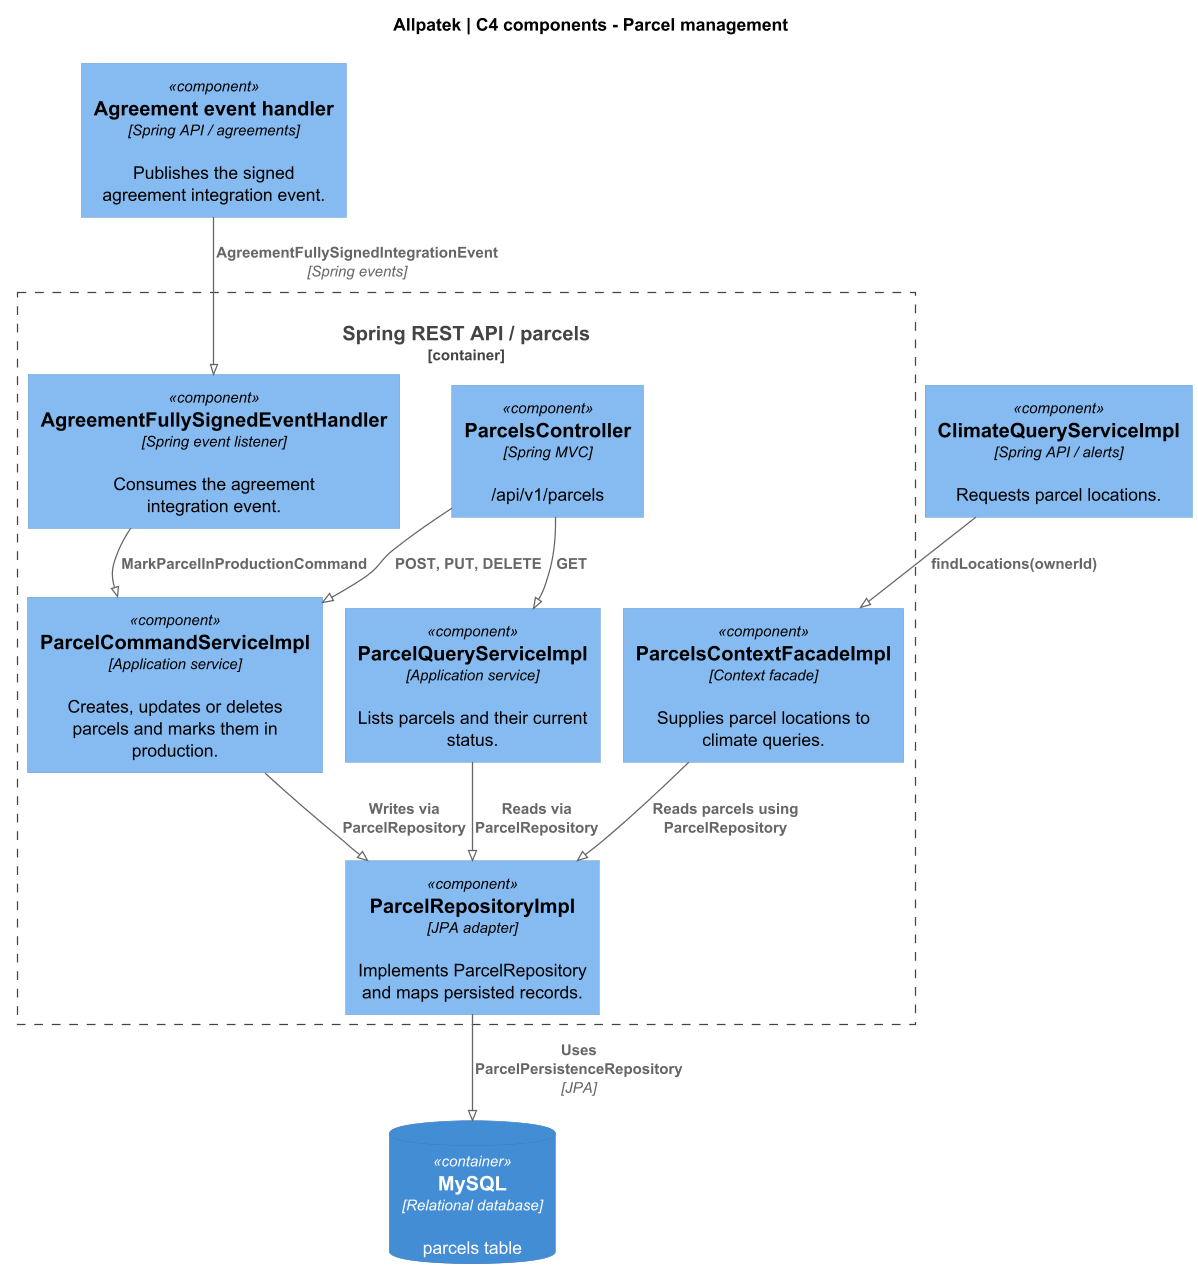 Allpatek | C4 components - Parcel management
«component»
Agreement event handler
[Spring API / agreements]
Publishes the signed
agreement integration event.
AgreementFullySignedIntegrationEvent
[Spring events]
Spring REST API / parcels
[container]
«component»
AgreementFullySignedEventHandler
[Spring event listener]
Consumes the agreement
integration event.
«component»
ParcelsController
[Spring MVC]
/api/v1/parcels
«component»
ClimateQueryServiceImpl
[Spring API / alerts]
Requests parcel locations.
MarkParcelInProductionCommand
POST, PUT, DELETE
GET
findLocations(ownerId)
«component»
ParcelCommandServiceImpl
[Application service]
Creates, updates or deletes
parcels and marks them in
production.
«component»
ParcelQueryServiceImpl
[Application service]
Lists parcels and their current
status.
«component»
ParcelsContextFacadeImpl
[Context facade]
Supplies parcel locations to
climate queries.
Writes via
ParcelRepository
Reads via
ParcelRepository
Reads parcels using
ParcelRepository
«component»
ParcelRepositoryImpl
[JPA adapter]
Implements ParcelRepository
and maps persisted records.
Uses
ParcelPersistenceRepository
[JPA]
«container»
MySQL
[Relational database]
parcels table